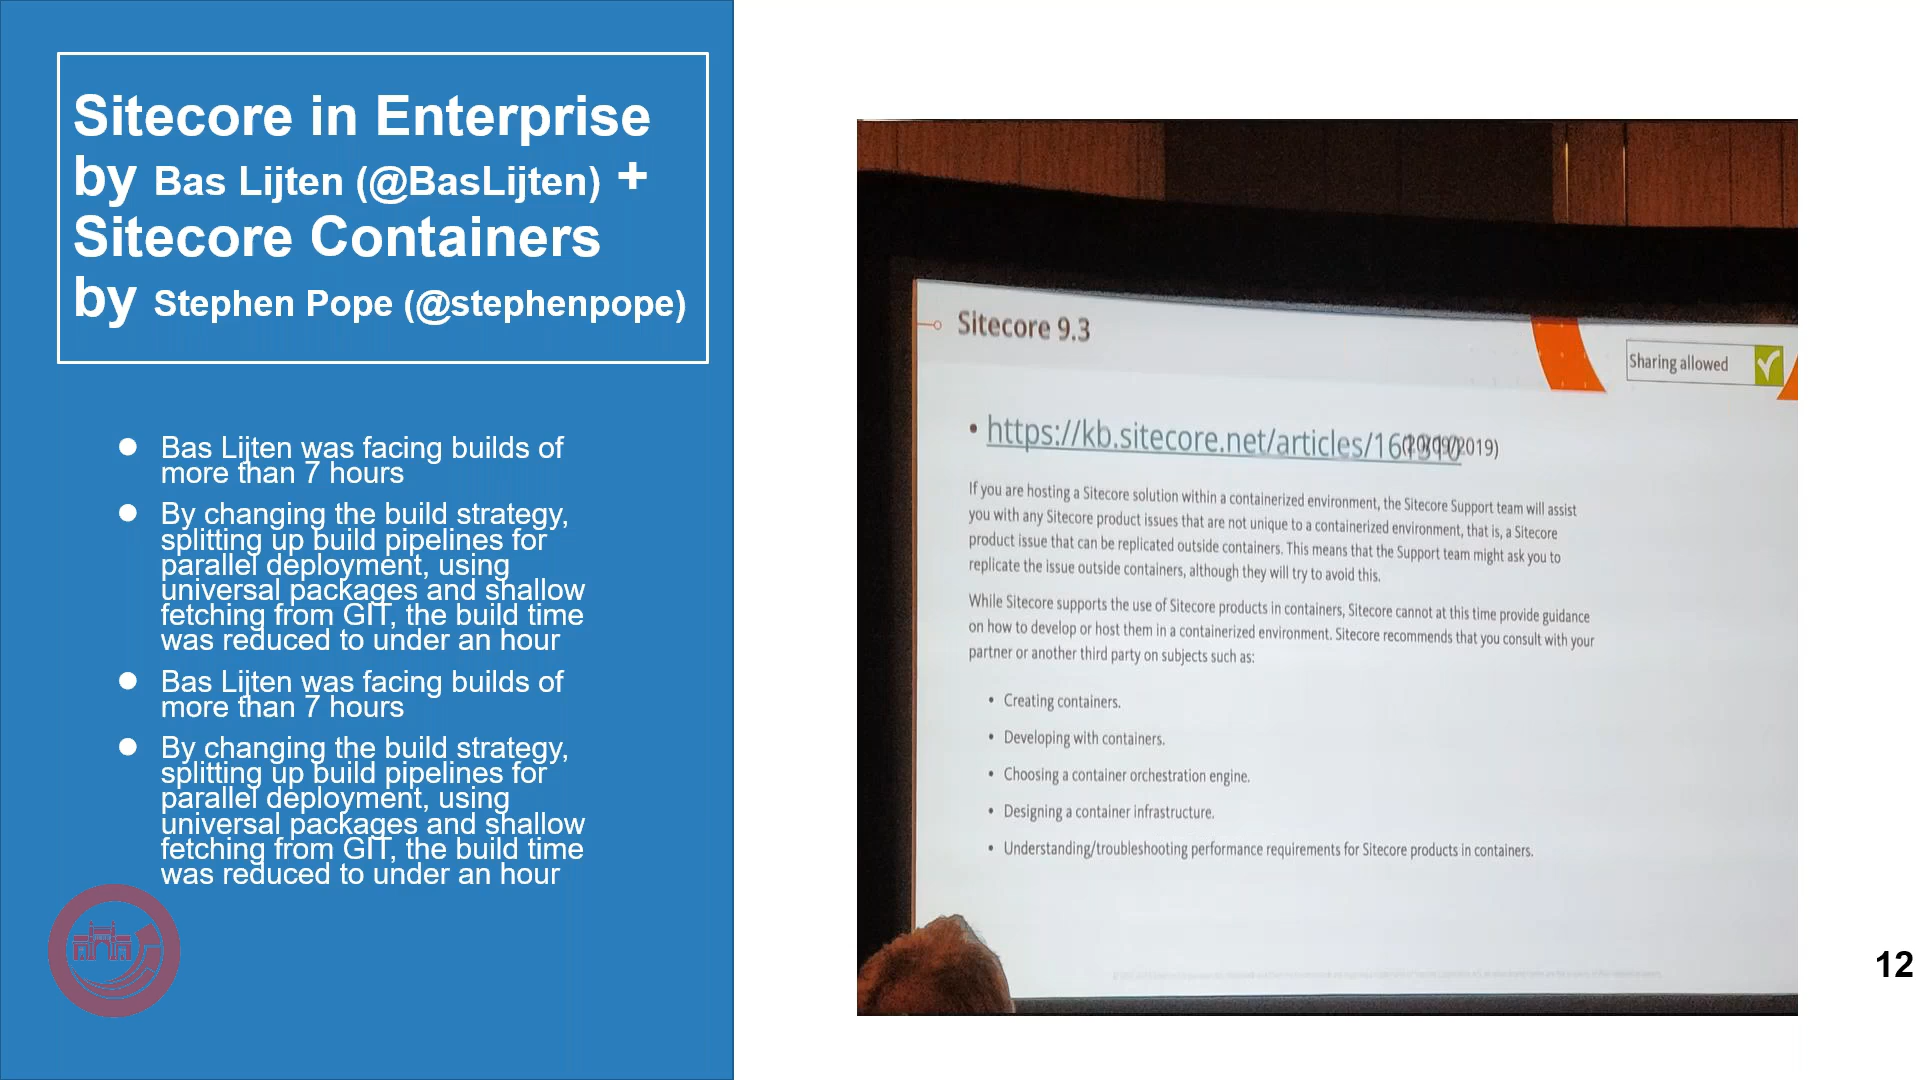 Sitecore in Enterprise
by Bas Lijten (@BasLijten) +
Sitecore Containers
by Stephen Pope (@stephenpope)
● Bas Lijten was facing builds of
more than 7 hours
● By changing the build strategy,
splitting up build pipelines for
parallel deployment, using
universal packages and shallow
fetching from GIT, the build time
was reduced to under an hour
● Bas Lijten was facing builds of
more than 7 hours
● By changing the build strategy,
splitting up build pipelines for
parallel deployment, using
universal packages and shallow
fetching from GIT, the build time
was reduced to under an hour
Sitecore 9.3
Sharing allowed
• https://kb.sitecore.net/articles/161310 (20/09/2019)
If you are hosting a Sitecore solution within a containerized environment, the Sitecore Support team will assist
you with any Sitecore product issues that are not unique to a containerized environment, that is, a Sitecore
product issue that can be replicated outside containers. This means that the Support team might ask you to
replicate the issue outside containers, although they will try to avoid this.
While Sitecore supports the use of Sitecore products in containers, Sitecore cannot at this time provide guidance
on how to develop or host them in a containerized environment. Sitecore recommends that you consult with your
partner or another third party on subjects such as:
• Creating containers.
• Developing with containers.
• Choosing a container orchestration engine.
• Designing a container infrastructure.
• Understanding/troubleshooting performance requirements for Sitecore products in containers.
12